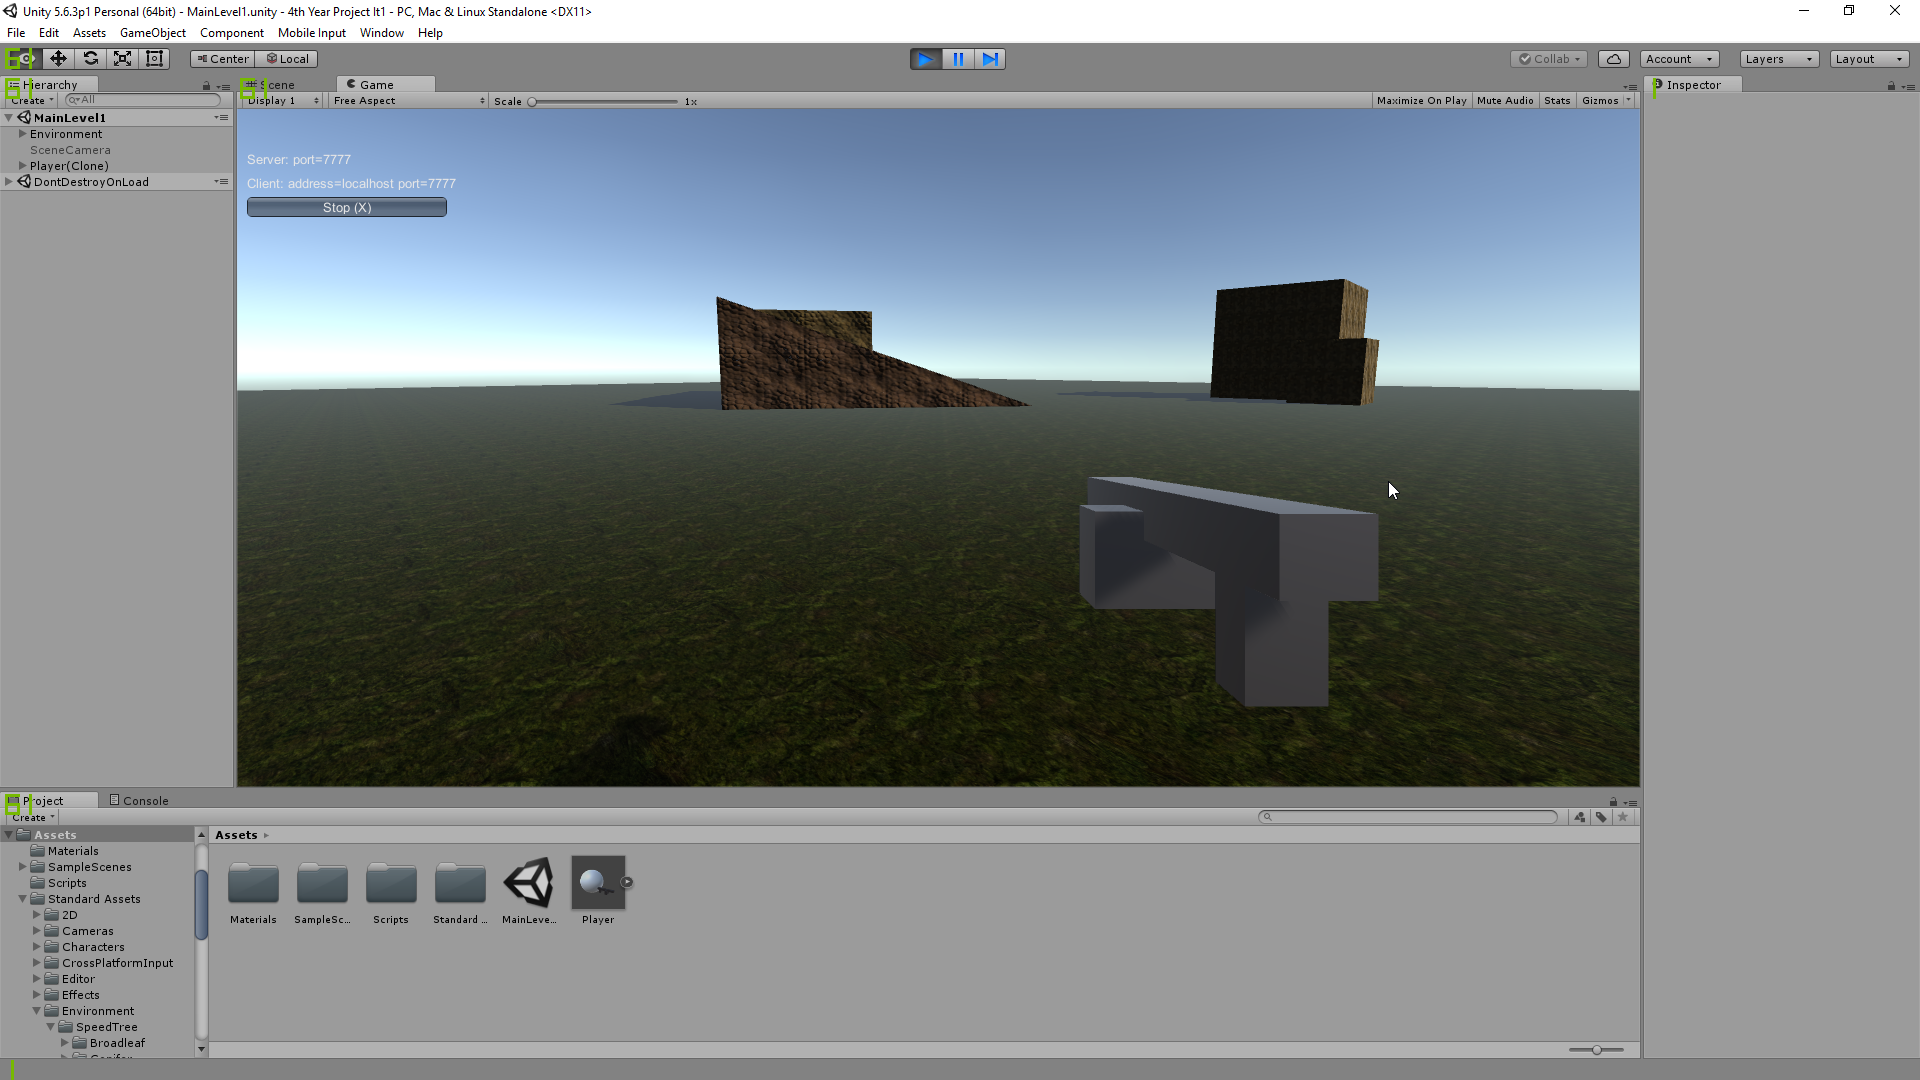 Unity 5.6.3p1 Personal (64bit) - MainLevel1.unity - 4th Year Project It1 - PC, Mac & Linux Standalone <DX11>
File Edit Assets GameObject Component Mobile Input Window Help
Center Local
Collab Account Layers Layout
Hierarchy
Create All
MainLevel1
Environment
SceneCamera
Player(Clone)
DontDestroyOnLoad
Scene Game
Display 1 Free Aspect Scale 1x Maximize On Play Mute Audio Stats Gizmos
Server: port=7777
Client: address=localhost port=7777
Stop (X)
Inspector
Project Console
Create
Assets
Materials
SampleScenes
Scripts
Standard Assets
2D
Cameras
Characters
CrossPlatformInput
Editor
Effects
Environment
SpeedTree
Broadleaf
Assets
Materials SampleSc... Scripts Standard ... MainLeve... Player